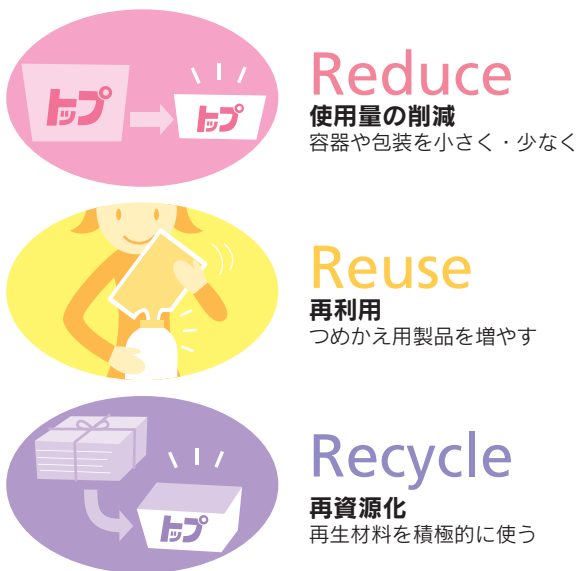 トップ
トップ
Reduce
使用量の削減
容器や包装を小さく・少なく
Reuse
再利用
つめかえ用製品を増やす
トップ
Recycle
再資源化
再生材料を積極的に使う